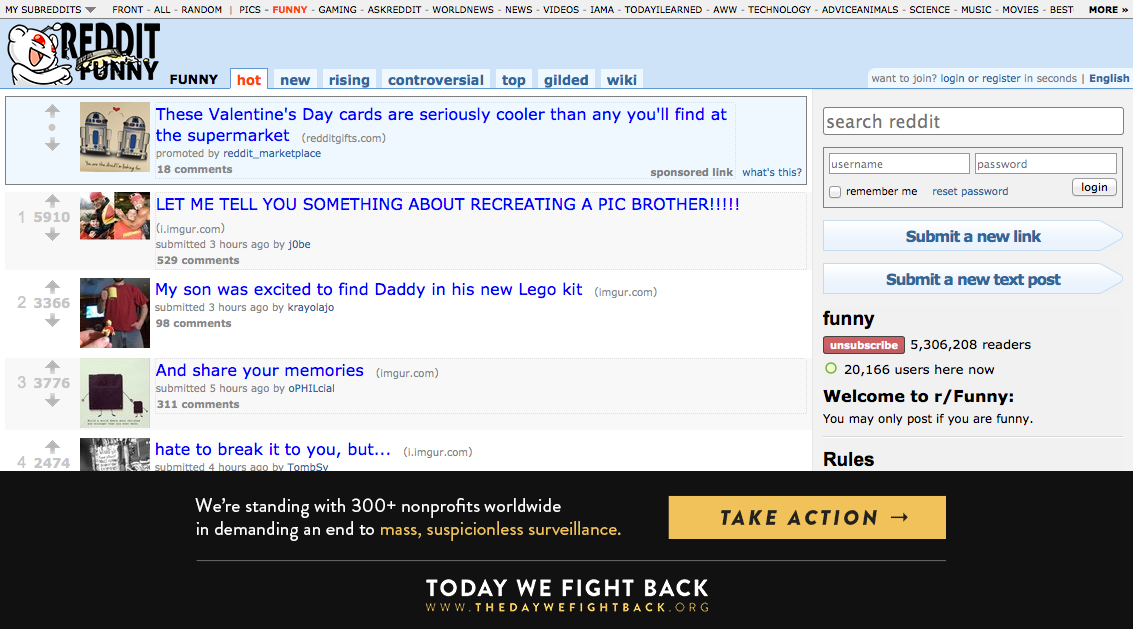 MY SUBREDDITS FRONT - ALL - RANDOM | PICS - FUNNY - GAMING - ASKREDDIT - WORLDNEWS - NEWS - VIDEOS - IAMA - TODAYILEARNED - AWW - TECHNOLOGY - ADVICEANIMALS - SCIENCE - MUSIC - MOVIES - BEST MORE »
REDDIT
FUNNY
FUNNY hot new rising controversial top gilded wiki
want to join? login or register in seconds | English
These Valentine's Day cards are seriously cooler than any you'll find at
the supermarket (redditgifts.com)
promoted by reddit_marketplace
18 comments
sponsored link what's this?
1 5910
LET ME TELL YOU SOMETHING ABOUT RECREATING A PIC BROTHER!!!!!
(i.imgur.com)
submitted 3 hours ago by j0be
529 comments
2 3366
My son was excited to find Daddy in his new Lego kit (imgur.com)
submitted 3 hours ago by krayolajo
98 comments
3 3776
And share your memories (imgur.com)
submitted 5 hours ago by oPHILcial
311 comments
4 2474
hate to break it to you, but... (i.imgur.com)
submitted 4 hours ago by TombSy
search reddit
username password
remember me reset password login
Submit a new link
Submit a new text post
funny
unsubscribe 5,306,208 readers
20,166 users here now
Welcome to r/Funny:
You may only post if you are funny.
Rules
We're standing with 300+ nonprofits worldwide
in demanding an end to mass, suspicionless surveillance.
TAKE ACTION →
TODAY WE FIGHT BACK
WWW.THEDAYWEFIGHTBACK.ORG